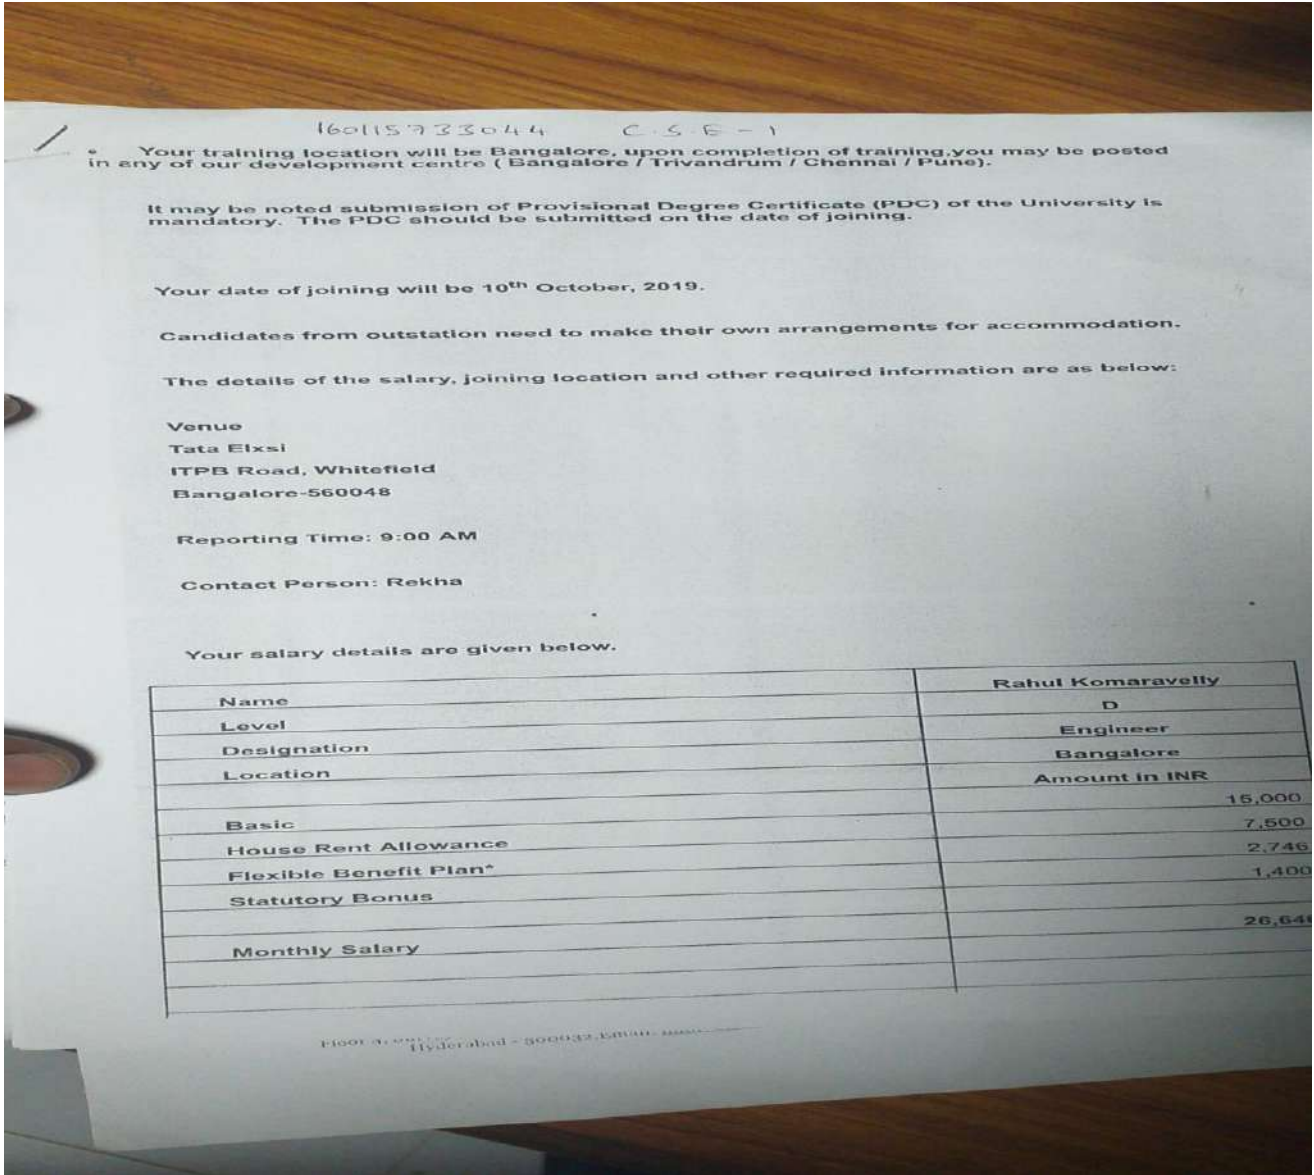 160115733044 C.S.E-1
• Your training location will be Bangalore, upon completion of training,you may be posted
in any of our development centre ( Bangalore / Trivandrum / Chennai / Pune).
It may be noted submission of Provisional Degree Certificate (PDC) of the University is
mandatory. The PDC should be submitted on the date of joining.
Your date of joining will be 10th October, 2019.
Candidates from outstation need to make their own arrangements for accommodation.
The details of the salary, joining location and other required information are as below:
Venue
Tata Elxsi
ITPB Road, Whitefield
Bangalore-560048
Reporting Time: 9:00 AM
Contact Person: Rekha
Your salary details are given below.
Name Rahul Komaravelly
Level D
Designation Engineer
Location Bangalore
Amount in INR
Basic 15,000
House Rent Allowance 7,500
Flexible Benefit Plan* 2,746
Statutory Bonus 1,400
Monthly Salary 26,646
Floor
Hyderabad -